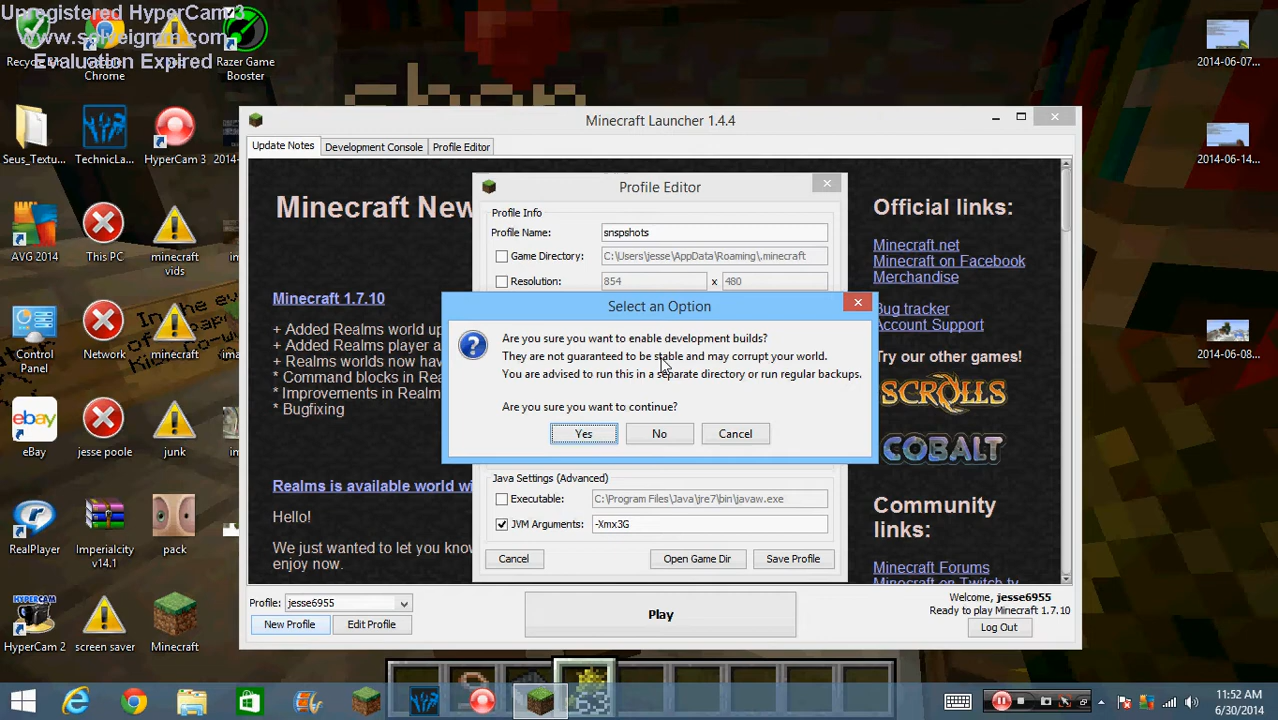 Unregistered HyperCam 3
www.solveigmm.com
Evaluation Expired
Google Chrome
Razer Game Booster
Seus_Textu...
TechnicLa...
HyperCam 3
AVG 2014
This PC
minecraft vids
Control Panel
Network
eBay
jesse poole
junk
RealPlayer
Imperialcity v14.1
pack
HyperCam 2
screen saver
Minecraft
2014-06-07...
2014-06-14...
2014-06-08...
Minecraft Launcher 1.4.4
Update Notes
Development Console
Profile Editor
Minecraft New
Minecraft 1.7.10
+ Added Realms world up
+ Added Realms player a
+ Realms worlds now hav
* Command blocks in Rea
+ Improvements in Realm
* Bugfixing
Realms is available world wi
Hello!
We just wanted to let you know
enjoy now.
Official links:
Minecraft.net
Minecraft on Facebook
Merchandise
Bug tracker
Account Support
Try our other games!
SCROLLS
COBALT
Community links:
Minecraft Forums
Minecraft on Twitch.tv
Profile Editor
Profile Info
Profile Name:
snspshots
Game Directory:
C:\Users\jesse\AppData\Roaming\.minecraft
Resolution:
854 x 480
Select an Option
Are you sure you want to enable development builds?
They are not guaranteed to be stable and may corrupt your world.
You are advised to run this in a separate directory or run regular backups.
Are you sure you want to continue?
Yes
No
Cancel
Java Settings (Advanced)
Executable:
C:\Program Files\Java\jre7\bin\javaw.exe
JVM Arguments:
-Xmx3G
Cancel
Open Game Dir
Save Profile
Profile:
jesse6955
New Profile
Edit Profile
Play
Welcome, jesse6955
Ready to play Minecraft 1.7.10
Log Out
11:52 AM
6/30/2014